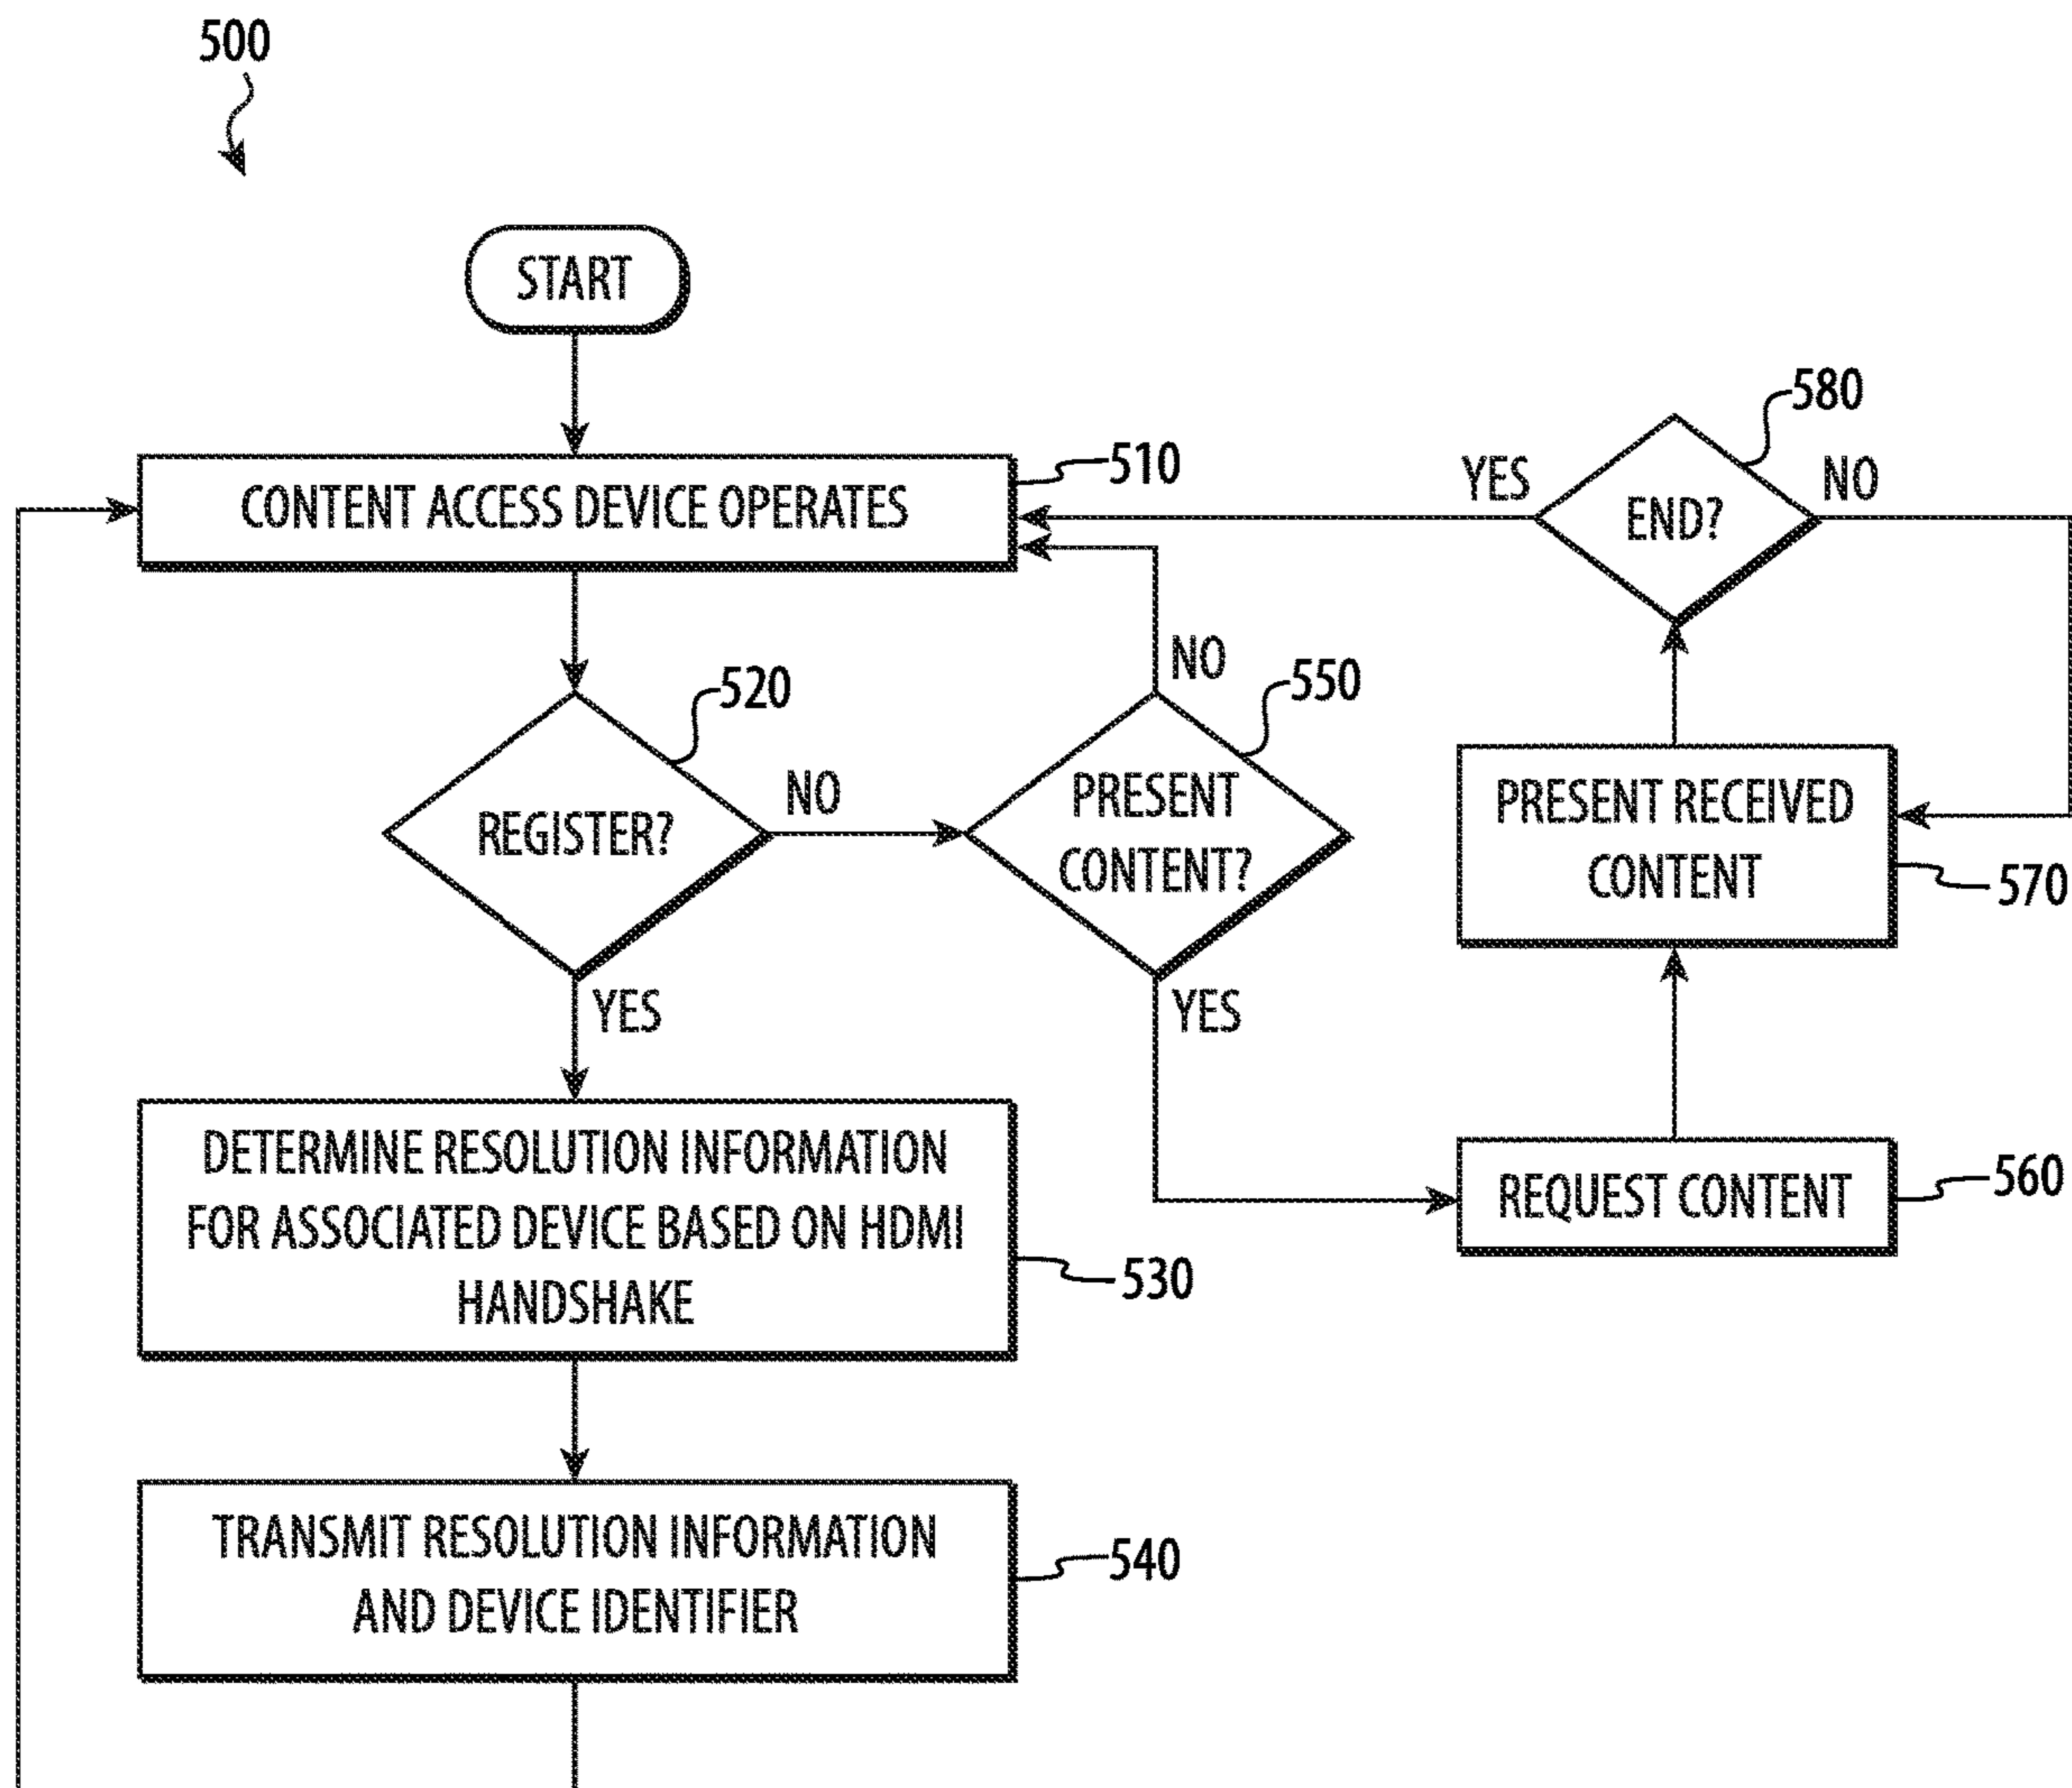 500
START
CONTENT ACCESS DEVICE OPERATES
510
REGISTER?
520
NO
YES
PRESENT
CONTENT?
550
NO
YES
DETERMINE RESOLUTION INFORMATION
FOR ASSOCIATED DEVICE BASED ON HDMI
HANDSHAKE
530
TRANSMIT RESOLUTION INFORMATION
AND DEVICE IDENTIFIER
540
REQUEST CONTENT
560
PRESENT RECEIVED
CONTENT
570
END?
580
YES
NO